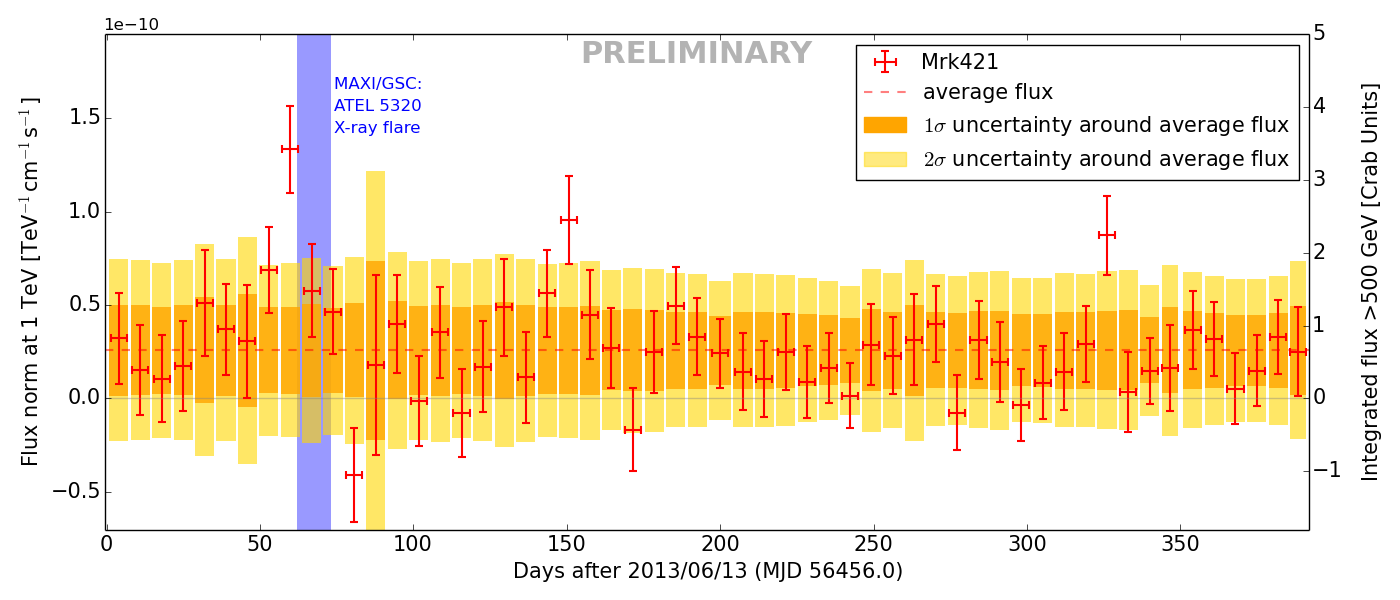 1e−10
PRELIMINARY
5
4
3
2
1
0
−1
1.5
1.0
0.5
0.0
−0.5
MAXI/GSC:
ATEL 5320
X-ray flare
Mrk421
average flux
1σ uncertainty around average flux
2σ uncertainty around average flux
Flux norm at 1 TeV [TeV⁻¹cm⁻¹s⁻¹]
Integrated flux >500 GeV [Crab Units]
0 50 100 150 200 250 300 350
Days after 2013/06/13 (MJD 56456.0)